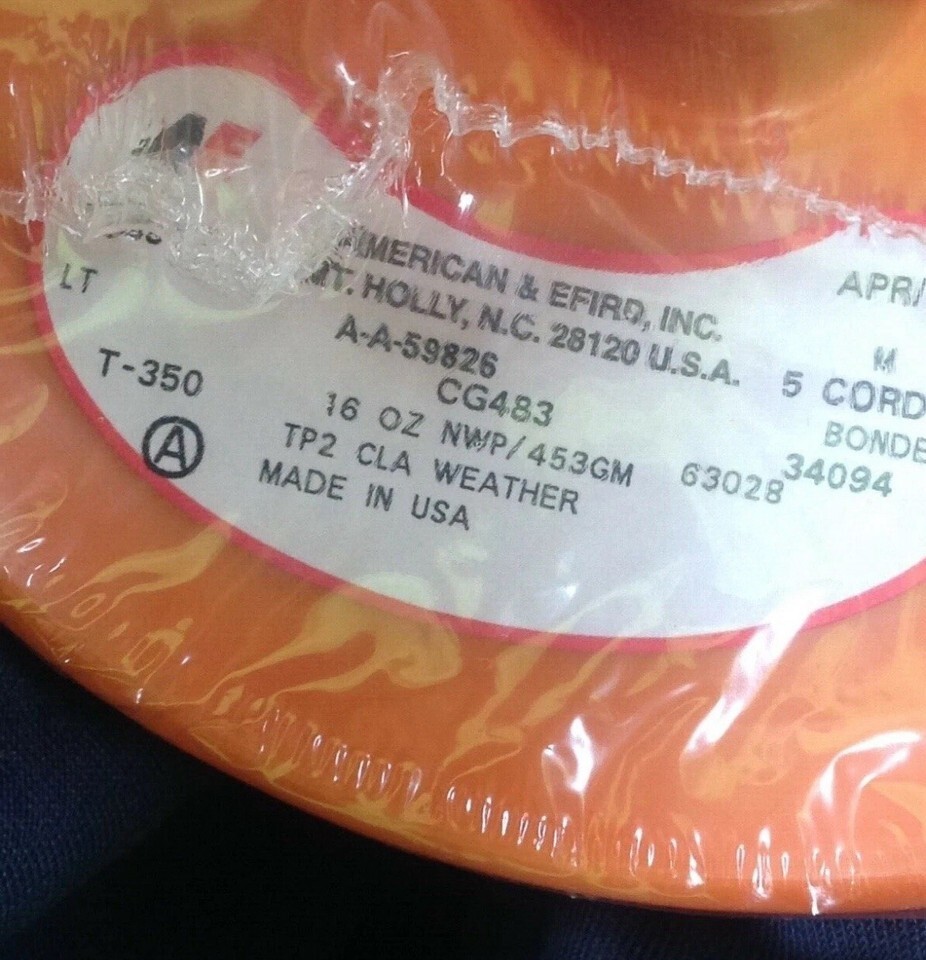 AMERICAN & EFIRD, INC.
MT. HOLLY, N.C. 28120 U.S.A.
A-A-59826
CG483
16 OZ NWP/453GM
TP2 CLA WEATHER
MADE IN USA
LT
T-350
A
APR/
M
5 CORD
BONDE
34094
63028